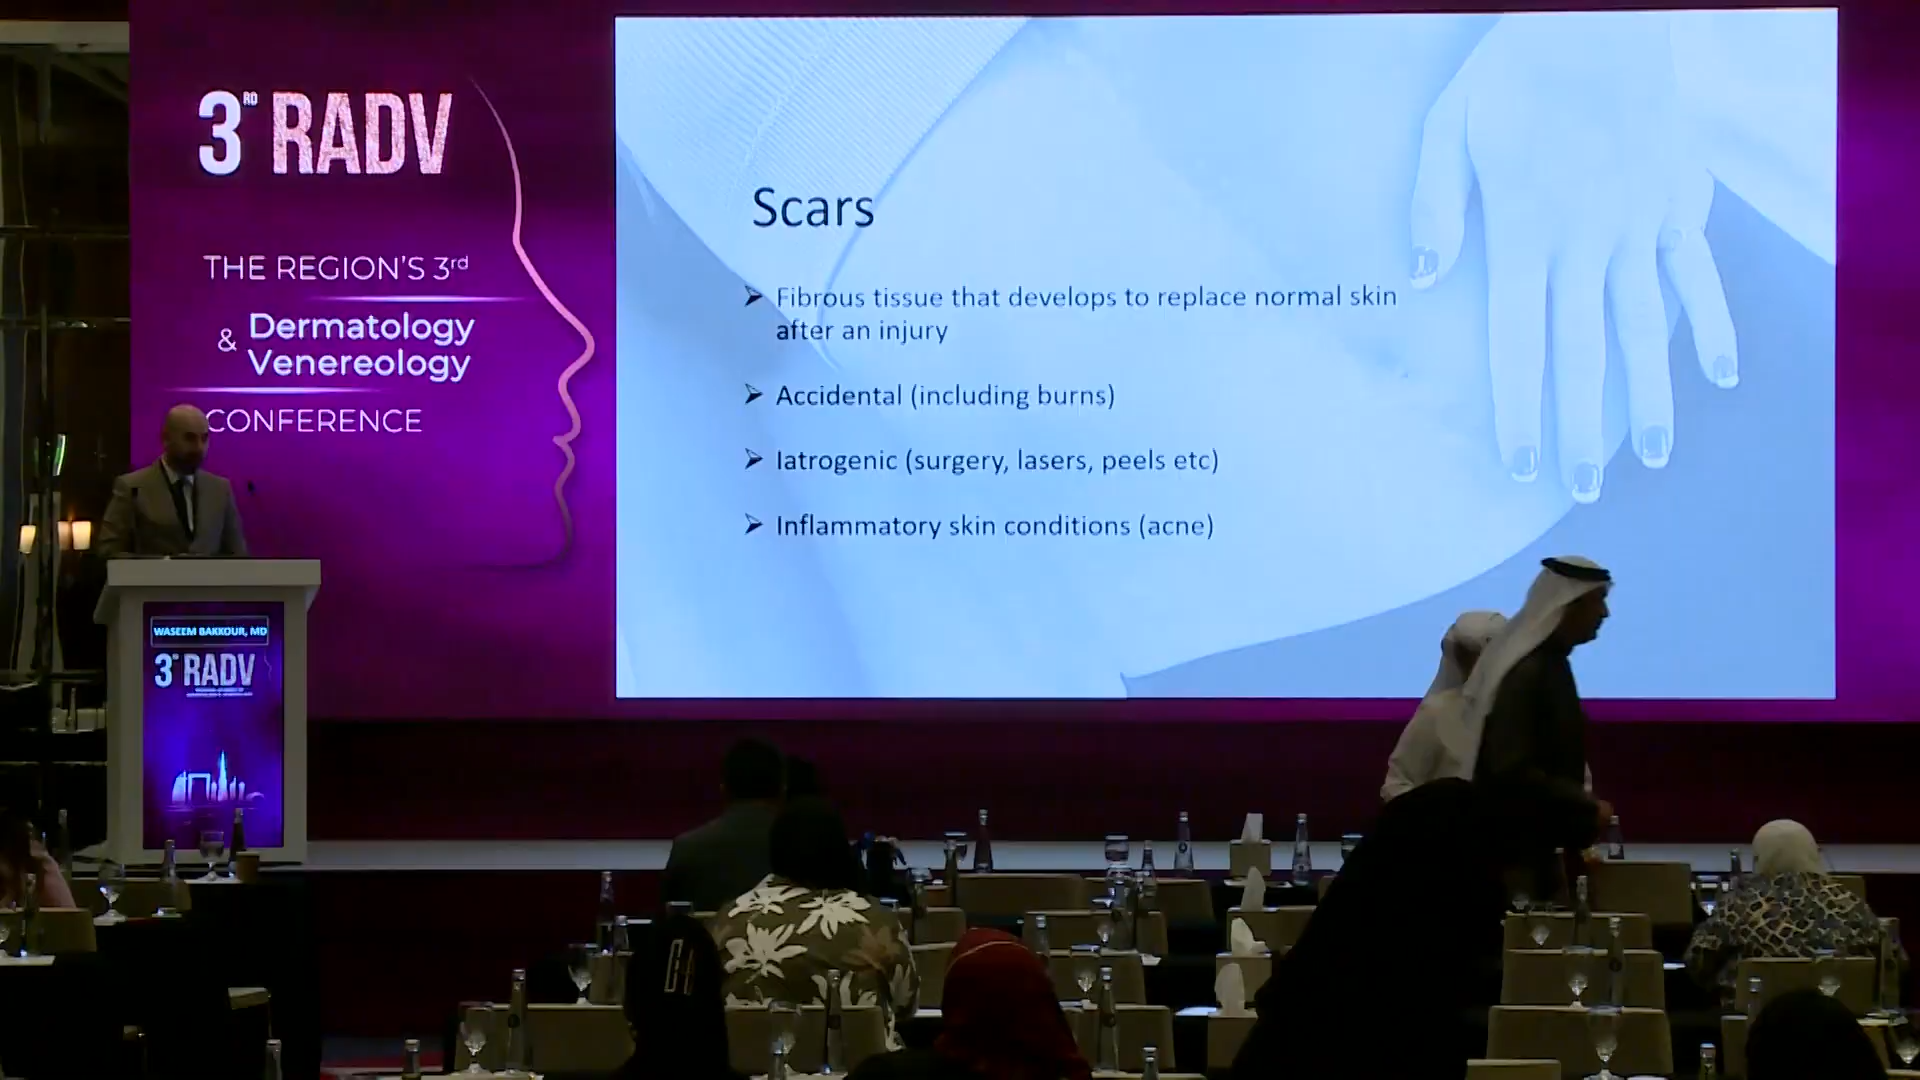 3RD RADV
THE REGION'S 3rd
& Dermatology
Venereology
CONFERENCE
Scars
Fibrous tissue that develops to replace normal skin
after an injury
Accidental (including burns)
Iatrogenic (surgery, lasers, peels etc)
Inflammatory skin conditions (acne)
WASEEM BAKKOUR, MD
3RD RADV